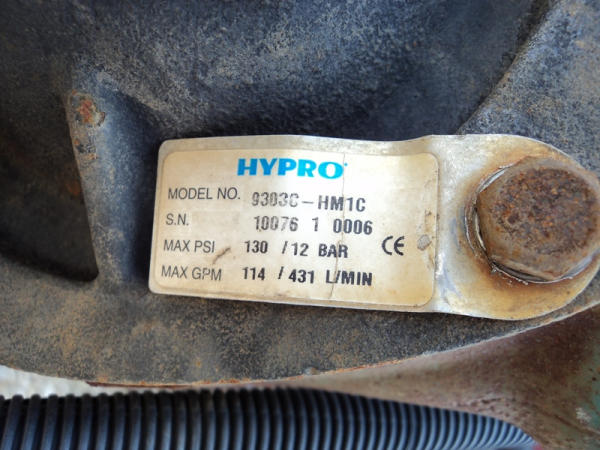 HYPRO
MODEL NO. 9303C-HM1C
S.N. 10076 1 0006
MAX PSI 130 / 12 BAR CE
MAX GPM 114 / 431 L/MIN